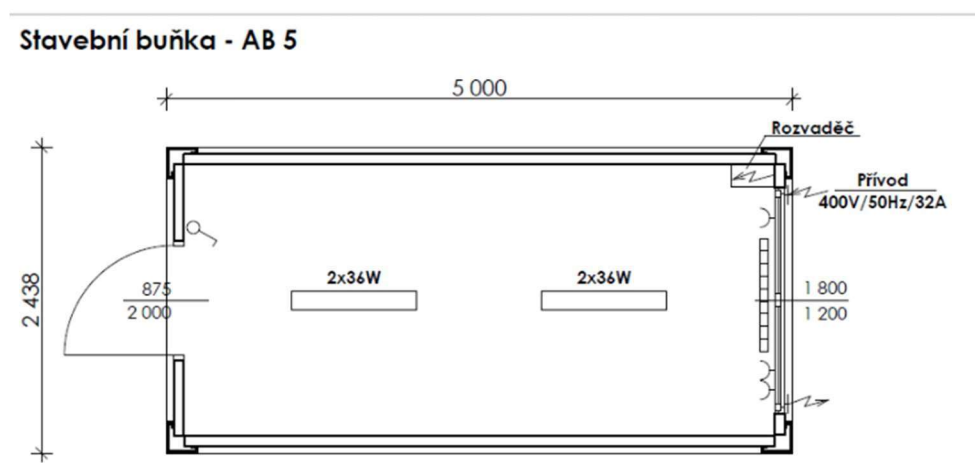 Stavební buňka - AB 5
5 000
Rozvaděč
Přívod
400V/50Hz/32A
2 438
875
2 000
2x36W
2x36W
1 800
1 200